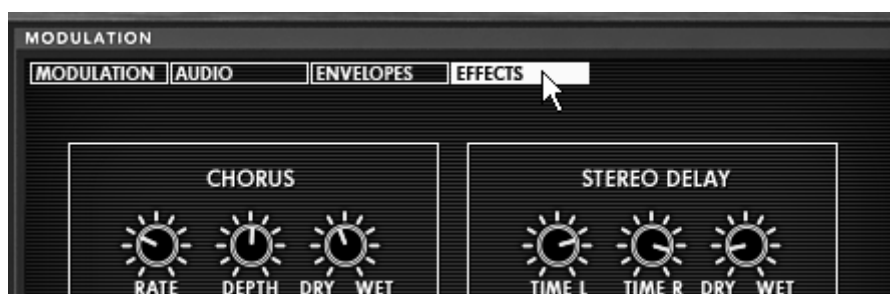 MODULATION
MODULATION AUDIO ENVELOPES EFFECTS
CHORUS
STEREO DELAY
RATE DEPTH DRY WET
TIME L TIME R DRY WET